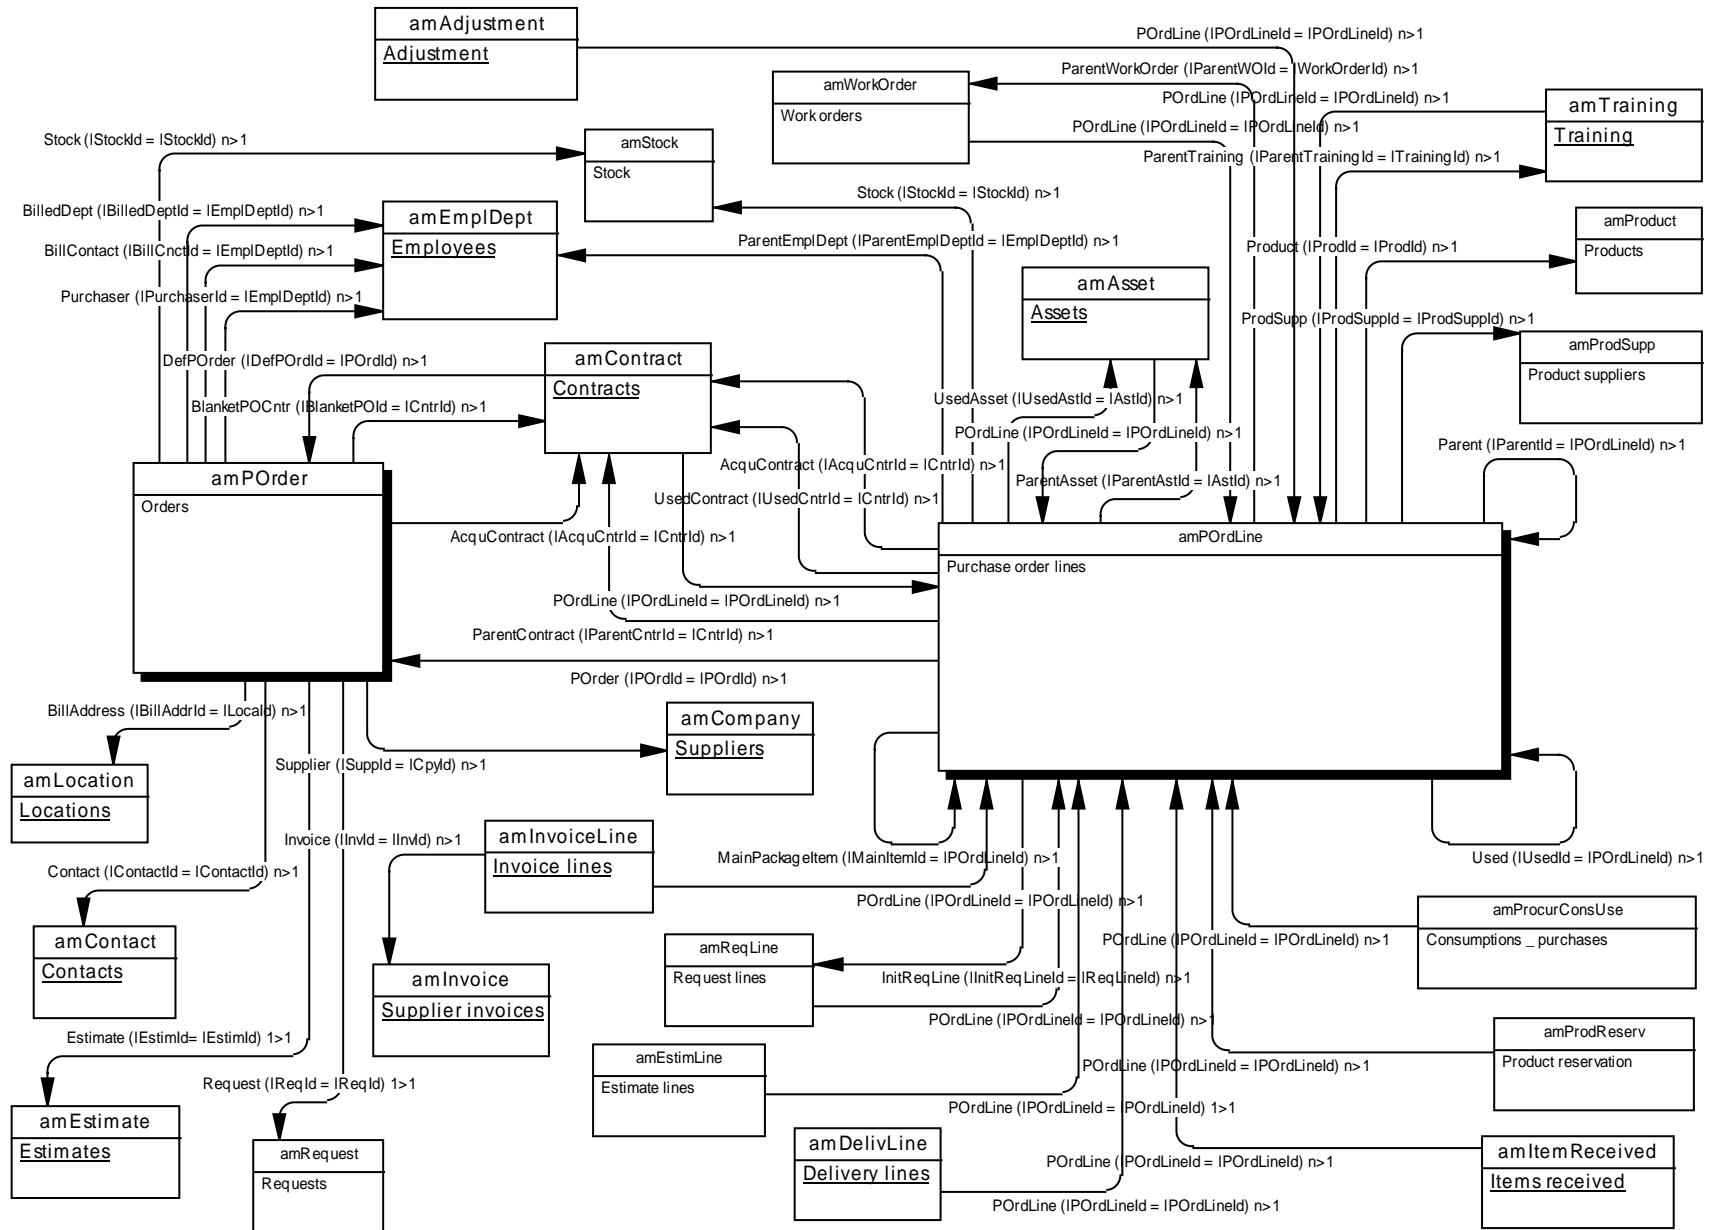 amAdjustment
Adjustment
POrdLine (lPOrdLineId = lPOrdLineId) n>1
amWorkOrder
Work orders
ParentWorkOrder (lParentWOId = lWorkOrderId) n>1
POrdLine (lPOrdLineId = lPOrdLineId) n>1
amTraining
Training
POrdLine (lPOrdLineId = lPOrdLineId) n>1
ParentTraining (lParentTrainingId = lTrainingId) n>1
Stock (lStockId = lStockId) n>1
amStock
Stock
Stock (lStockId = lStockId) n>1
BilledDept (lBilledDeptId = lEmplDeptId) n>1
amEmplDept
Employees
BillContact (lBillCnctId = lEmplDeptId) n>1
ParentEmplDept (lParentEmplDeptId = lEmplDeptId) n>1
Product (lProdId = lProdId) n>1
amProduct
Products
Purchaser (lPurchaserId = lEmplDeptId) n>1
amAsset
Assets
ProdSupp (lProdSuppId = lProdSuppId) n>1
amProdSupp
Product suppliers
DefPOrder (lDefPOrdId = lPOrdId) n>1
amContract
Contracts
BlanketPOCntr (lBlanketPOId = lCntrId) n>1
UsedAsset (lUsedAstId = lAstId) n>1
POrdLine (lPOrdLineId = lPOrdLineId) n>1
Parent (lParentId = lPOrdLineId) n>1
AcquContract (lAcquCntrId = lCntrId) n>1
ParentAsset (lParentAstId = lAstId) n>1
UsedContract (lUsedCntrId = lCntrId) n>1
amPOrder
Orders
AcquContract (lAcquCntrId = lCntrId) n>1
amPOrdLine
Purchase order lines
POrdLine (lPOrdLineId = lPOrdLineId) n>1
ParentContract (lParentCntrId = lCntrId) n>1
POrder (lPOrdId = lPOrdId) n>1
BillAddress (lBillAddrId = lLocaId) n>1
amCompany
Suppliers
Supplier (lSuppId = lCpyId) n>1
amLocation
Locations
Invoice (lInvId = lInvId) n>1
amInvoiceLine
Invoice lines
MainPackageItem (lMainItemId = lPOrdLineId) n>1
Used (lUsedId = lPOrdLineId) n>1
Contact (lContactId = lContactId) n>1
POrdLine (lPOrdLineId = lPOrdLineId) n>1
amProcurConsUse
Consumptions _ purchases
amContact
Contacts
amReqLine
Request lines
POrdLine (lPOrdLineId = lPOrdLineId) n>1
amInvoice
Supplier invoices
InitReqLine (lInitReqLineId = lReqLineId) n>1
POrdLine (lPOrdLineId = lPOrdLineId) n>1
Estimate (lEstimId= lEstimId) 1>1
amEstimLine
Estimate lines
amProdReserv
Product reservation
POrdLine (lPOrdLineId = lPOrdLineId) n>1
Request (lReqId = lReqId) 1>1
POrdLine (lPOrdLineId = lPOrdLineId) 1>1
amEstimate
Estimates
amRequest
Requests
amDelivLine
Delivery lines
amItemReceived
Items received
POrdLine (lPOrdLineId = lPOrdLineId) n>1
POrdLine (lPOrdLineId = lPOrdLineId) n>1